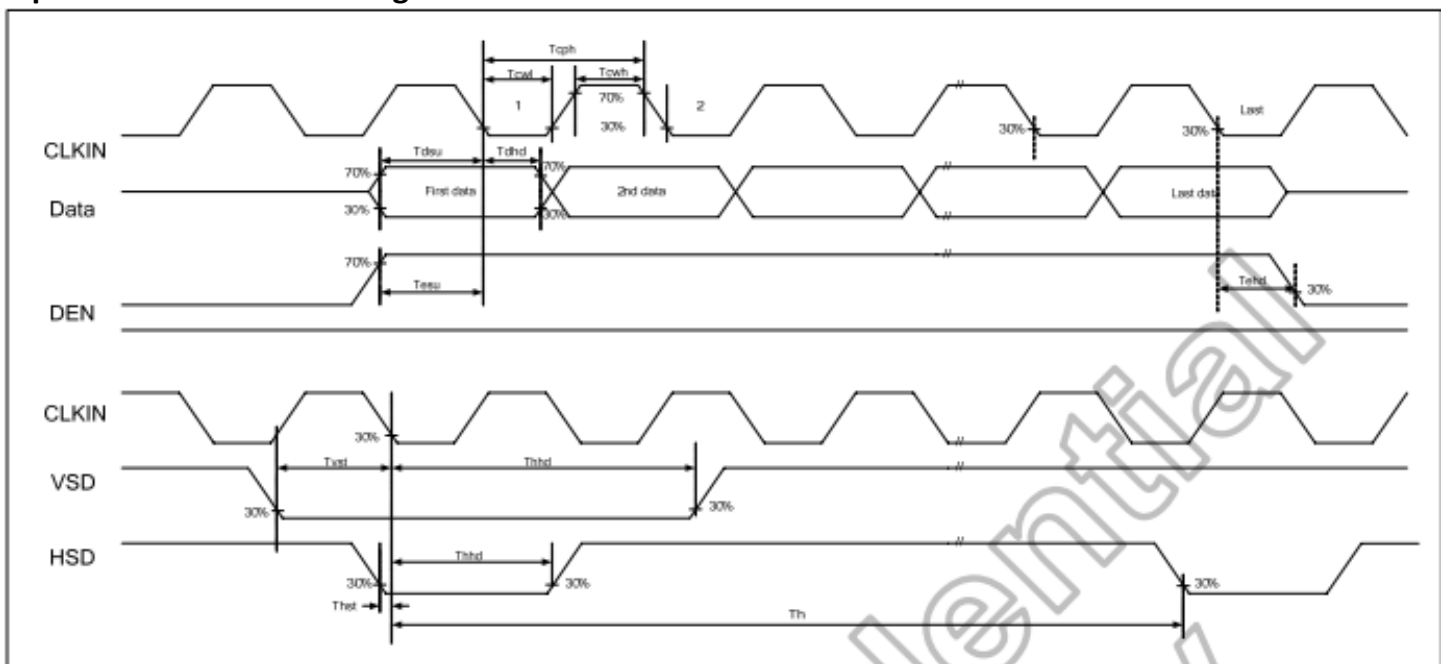 Tcph
Tcwl Tcwh
1 70% 2 Last
30% 30% 30%
CLKIN
Tdsu Tdhd
70% 70%
First data 2nd data Last data
Data
30% 30%
70%
Tesu Tehd 30%
DEN
CLKIN
30%
Tvst Thhd
VSD
30% 30%
HSD
Thhd
30% 30% 30%
Thst
Th